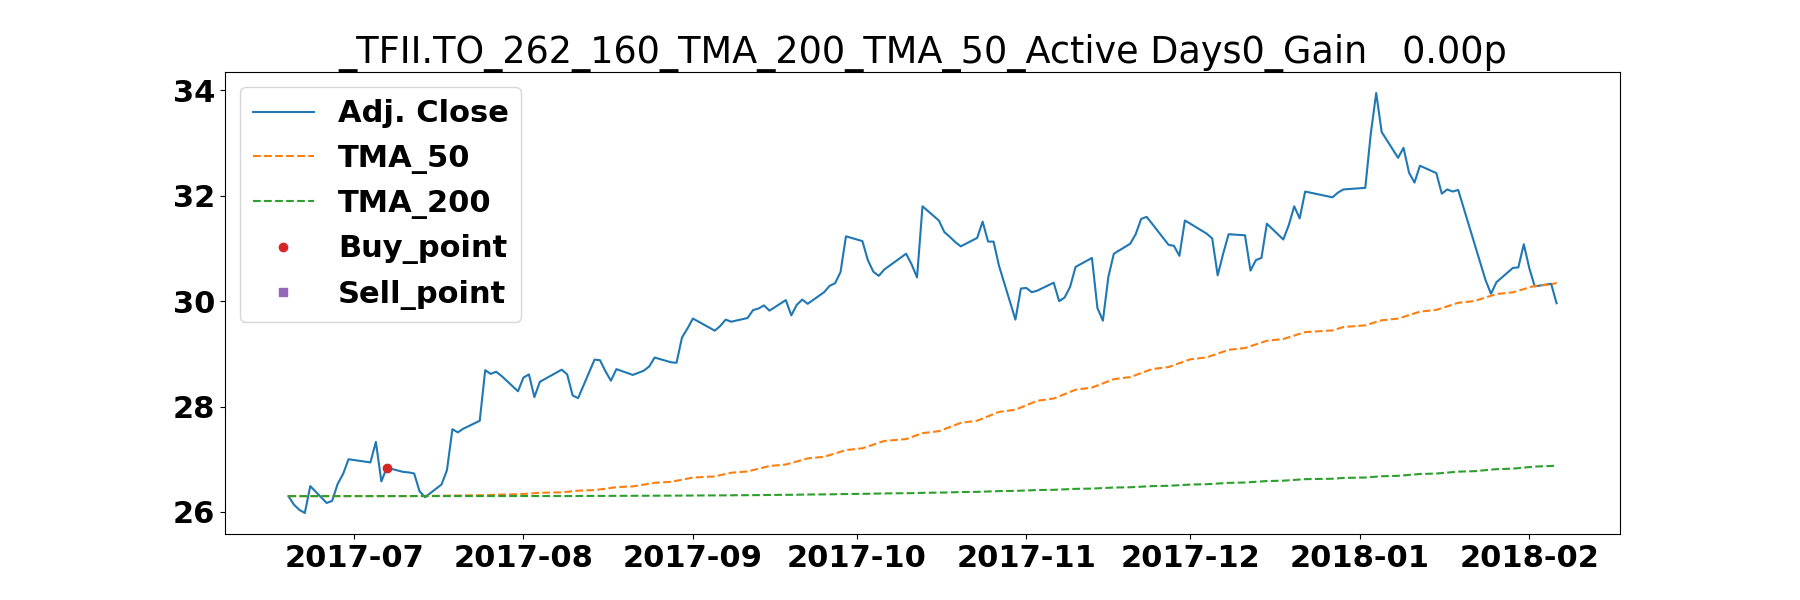 _TFII.TO_262_160_TMA_200_TMA_50_Active Days0_Gain   0.00p
34
32
30
28
26
Adj. Close
TMA_50
TMA_200
Buy_point
Sell_point
2017-07 2017-08 2017-09 2017-10 2017-11 2017-12 2018-01 2018-02